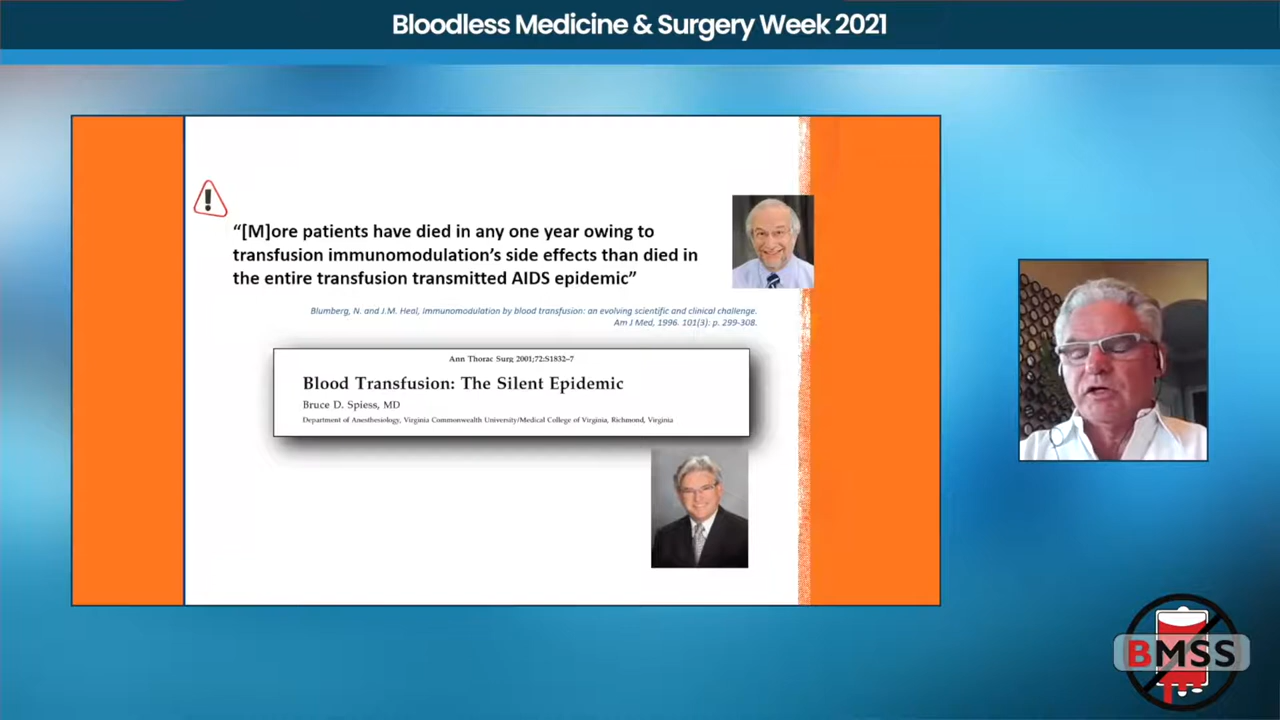 Bloodless Medicine & Surgery Week 2021
!
“[M]ore patients have died in any one year owing to
transfusion immunomodulation’s side effects than died in
the entire transfusion transmitted AIDS epidemic”
Blumberg, N. and J.M. Heal, Immunomodulation by blood transfusion: an evolving scientific and clinical challenge.
Am J Med, 1996. 101(3): p. 299-308.
Ann Thorac Surg 2001;72:S1832–7
Blood Transfusion: The Silent Epidemic
Bruce D. Spiess, MD
Department of Anesthesiology, Virginia Commonwealth University/Medical College of Virginia, Richmond, Virginia
BMSS